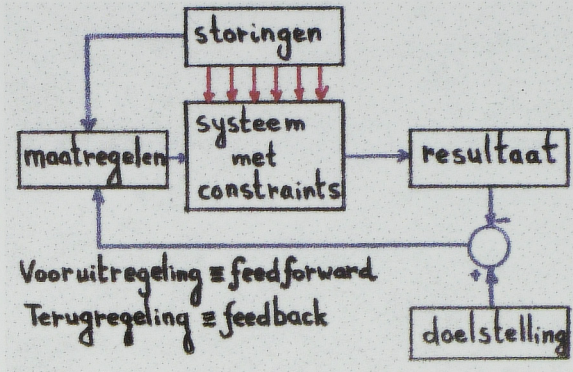 storingen
maatregelen
systeem
met
constraints
resultaat
−
+
Vooruitregeling ≡ feedforward
Terugregeling ≡ feedback
doelstelling